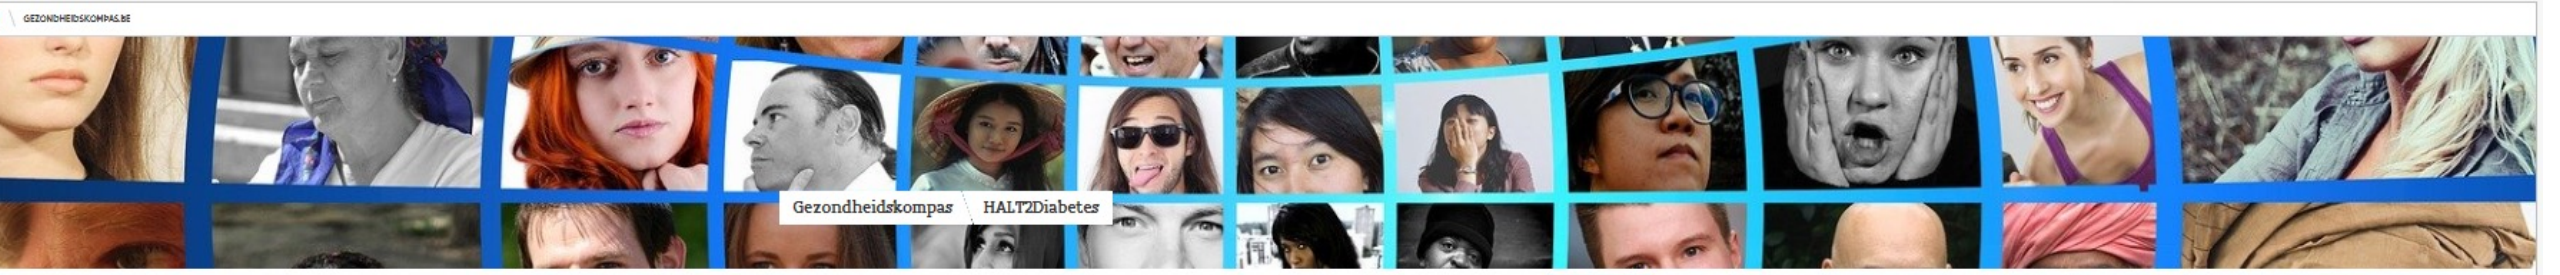 GEZONDHEIDSKOMPAS.BE
Gezondheidskompas HALT2Diabetes